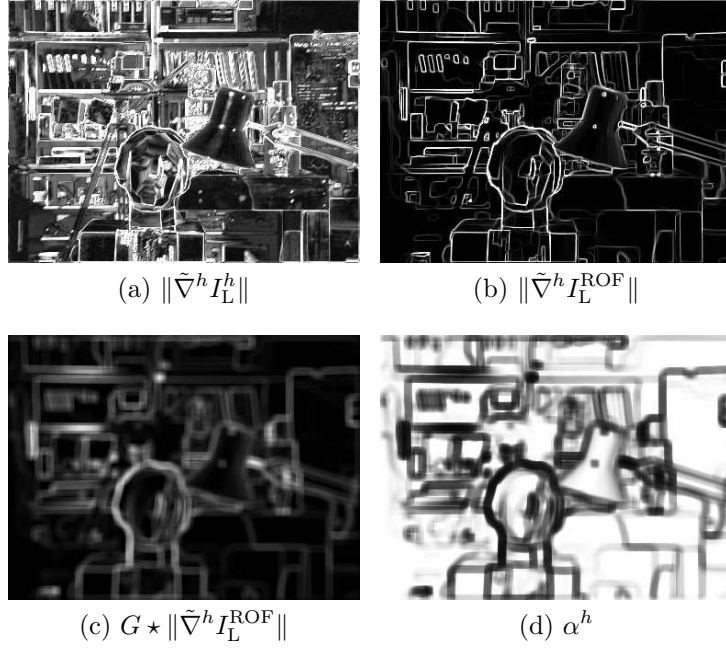 (a) ‖∇̃ʰI_Lʰ‖
(b) ‖∇̃ʰI_L^ROF‖
(c) G ⋆ ‖∇̃ʰI_L^ROF‖
(d) αʰ